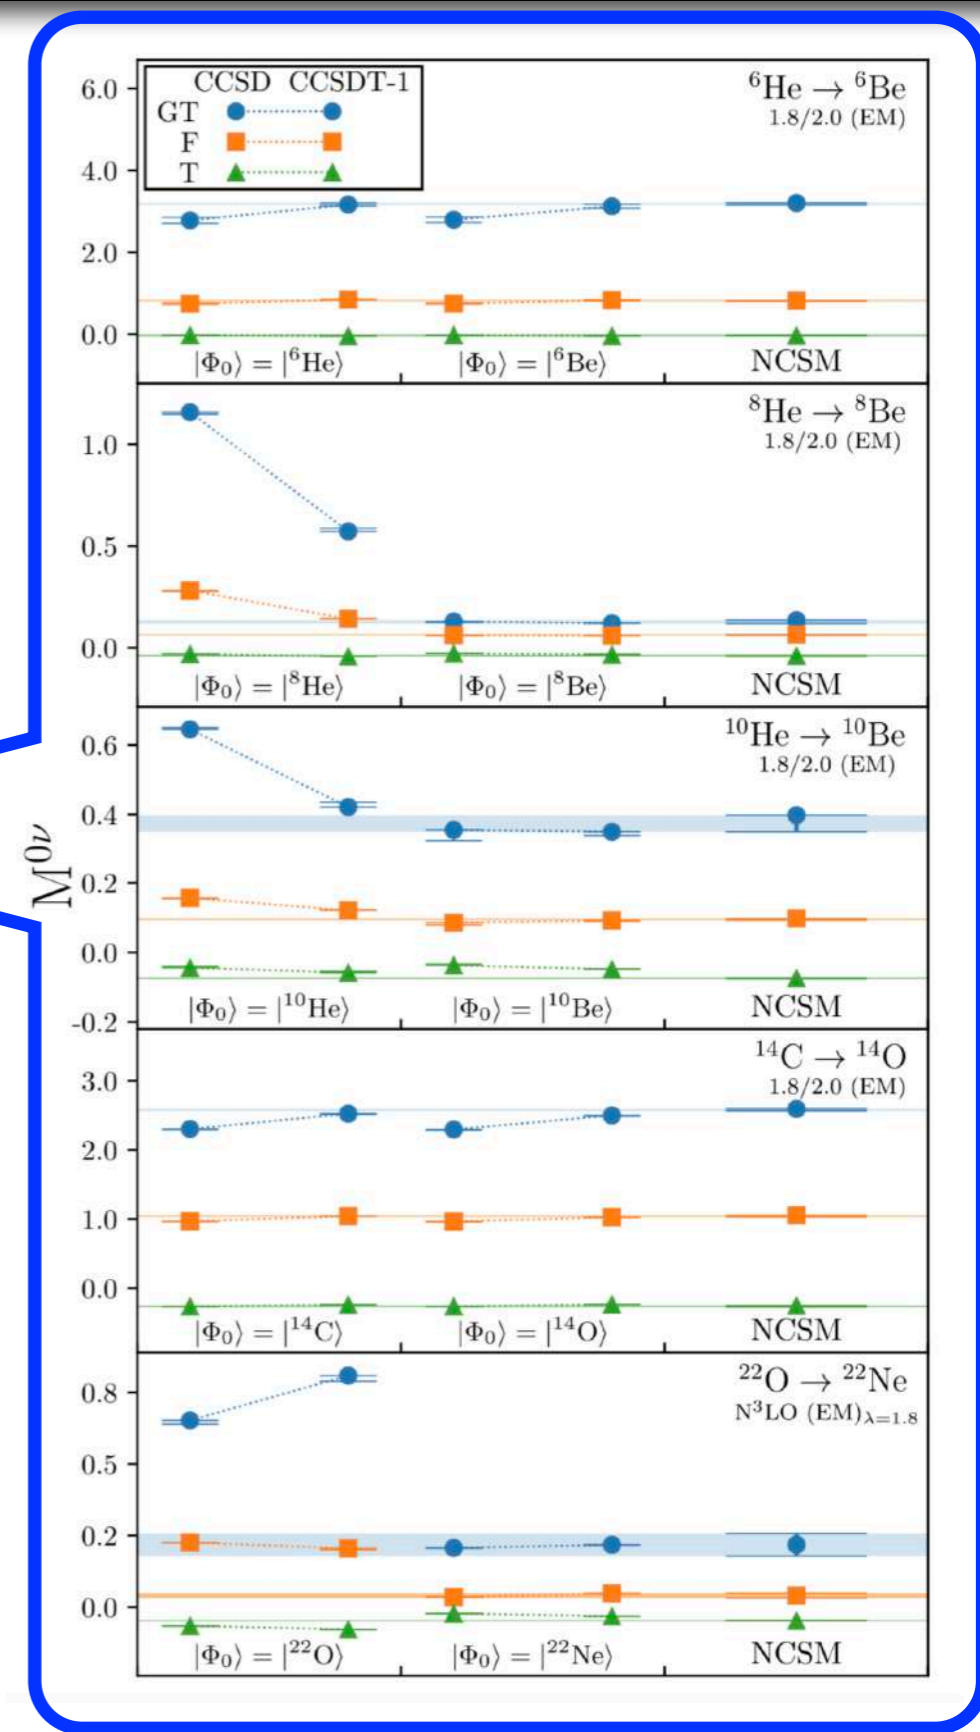 CCSD CCSDT-1
GT
F
T
⁶He → ⁶Be
1.8/2.0 (EM)
6.0
4.0
2.0
0.0
|Φ₀⟩ = |⁶He⟩ |Φ₀⟩ = |⁶Be⟩ NCSM
⁸He → ⁸Be
1.8/2.0 (EM)
1.0
0.5
0.0
|Φ₀⟩ = |⁸He⟩ |Φ₀⟩ = |⁸Be⟩ NCSM
¹⁰He → ¹⁰Be
1.8/2.0 (EM)
0.6
0.4
0.2
0.0
-0.2
M⁰ᵛ
|Φ₀⟩ = |¹⁰He⟩ |Φ₀⟩ = |¹⁰Be⟩ NCSM
¹⁴C → ¹⁴O
1.8/2.0 (EM)
3.0
2.0
1.0
0.0
|Φ₀⟩ = |¹⁴C⟩ |Φ₀⟩ = |¹⁴O⟩ NCSM
²²O → ²²Ne
N³LO (EM)λ=1.8
0.8
0.5
0.2
0.0
|Φ₀⟩ = |²²O⟩ |Φ₀⟩ = |²²Ne⟩ NCSM